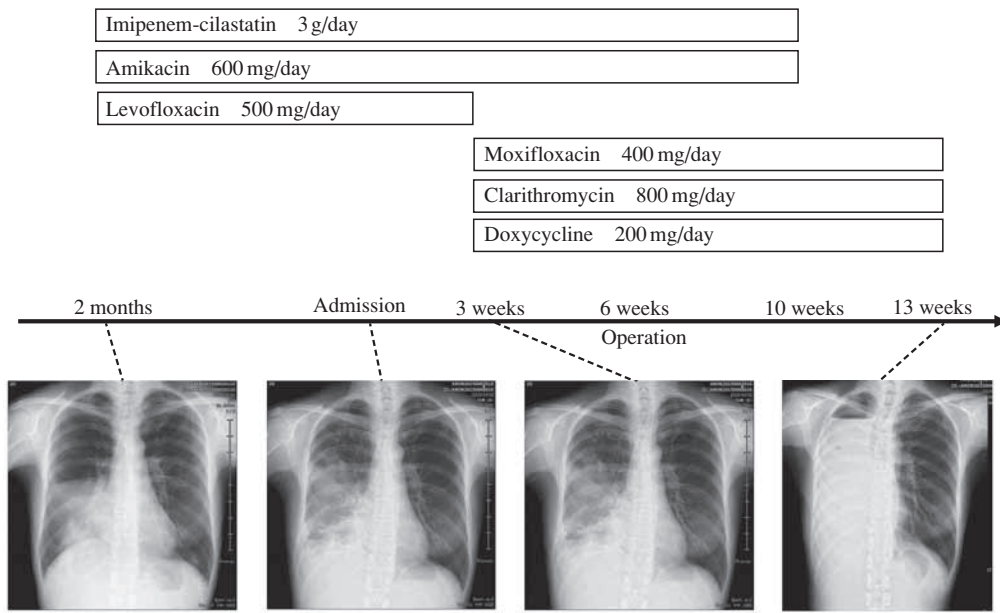 Imipenem-cilastatin 3 g/day
Amikacin 600 mg/day
Levofloxacin 500 mg/day
Moxifloxacin 400 mg/day
Clarithromycin 800 mg/day
Doxycycline 200 mg/day
2 months Admission 3 weeks 6 weeks 10 weeks 13 weeks
Operation